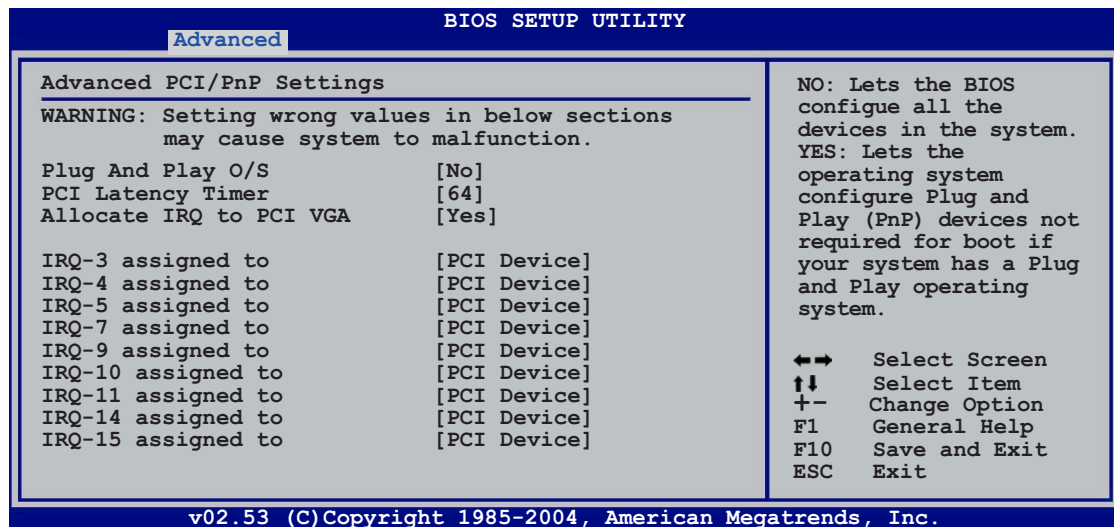 BIOS SETUP UTILITY
Advanced
Advanced PCI/PnP Settings
WARNING: Setting wrong values in below sections
may cause system to malfunction.
Plug And Play O/S [No]
PCI Latency Timer [64]
Allocate IRQ to PCI VGA [Yes]
IRQ-3 assigned to [PCI Device]
IRQ-4 assigned to [PCI Device]
IRQ-5 assigned to [PCI Device]
IRQ-7 assigned to [PCI Device]
IRQ-9 assigned to [PCI Device]
IRQ-10 assigned to [PCI Device]
IRQ-11 assigned to [PCI Device]
IRQ-14 assigned to [PCI Device]
IRQ-15 assigned to [PCI Device]
NO: Lets the BIOS
configue all the
devices in the system.
YES: Lets the
operating system
configure Plug and
Play (PnP) devices not
required for boot if
your system has a Plug
and Play operating
system.
←→ Select Screen
↑↓ Select Item
+- Change Option
F1 General Help
F10 Save and Exit
ESC Exit
v02.53 (C)Copyright 1985-2004, American Megatrends, Inc.